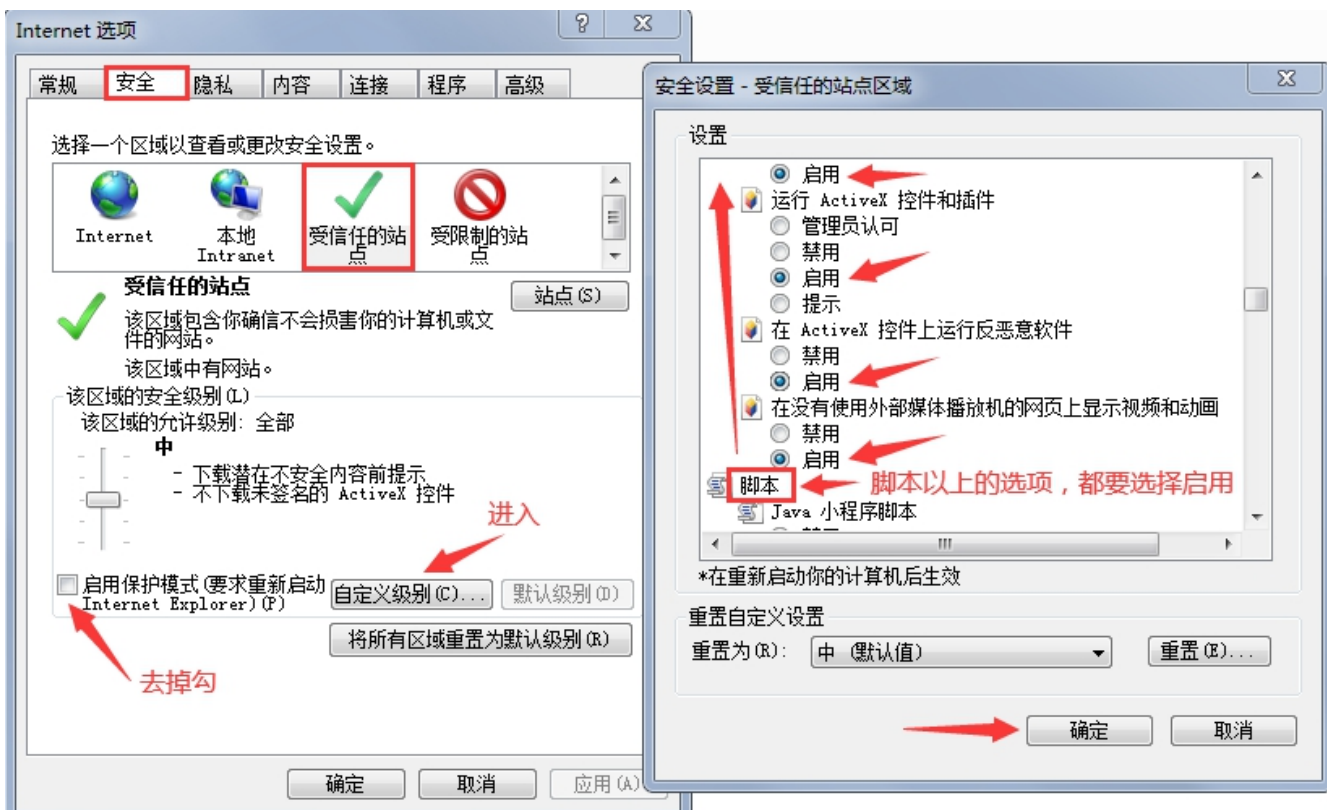 Internet 选项
常规
安全
隐私
内容
连接
程序
高级
选择一个区域以查看或更改安全设置。
Internet
本地
Intranet
受信任的站
点
受限制的站
点
受信任的站点
站点(S)
该区域包含你确信不会损害你的计算机或文
件的网站。
该区域中有网站。
该区域的安全级别(L)
该区域的允许级别: 全部
中
- 下载潜在不安全内容前提示
- 不下载未签名的 ActiveX 控件
进入
启用保护模式(要求重新启动
Internet Explorer)(P)
自定义级别(C)...
默认级别(D)
将所有区域重置为默认级别(R)
去掉勾
确定
取消
应用(A)
安全设置 - 受信任的站点区域
设置
启用
运行 ActiveX 控件和插件
管理员认可
禁用
启用
提示
在 ActiveX 控件上运行反恶意软件
禁用
启用
在没有使用外部媒体播放机的网页上显示视频和动画
禁用
启用
脚本
脚本以上的选项，都要选择启用
Java 小程序脚本
*在重新启动你的计算机后生效
重置自定义设置
重置为(R):
中 (默认值)
重置(E)...
确定
取消